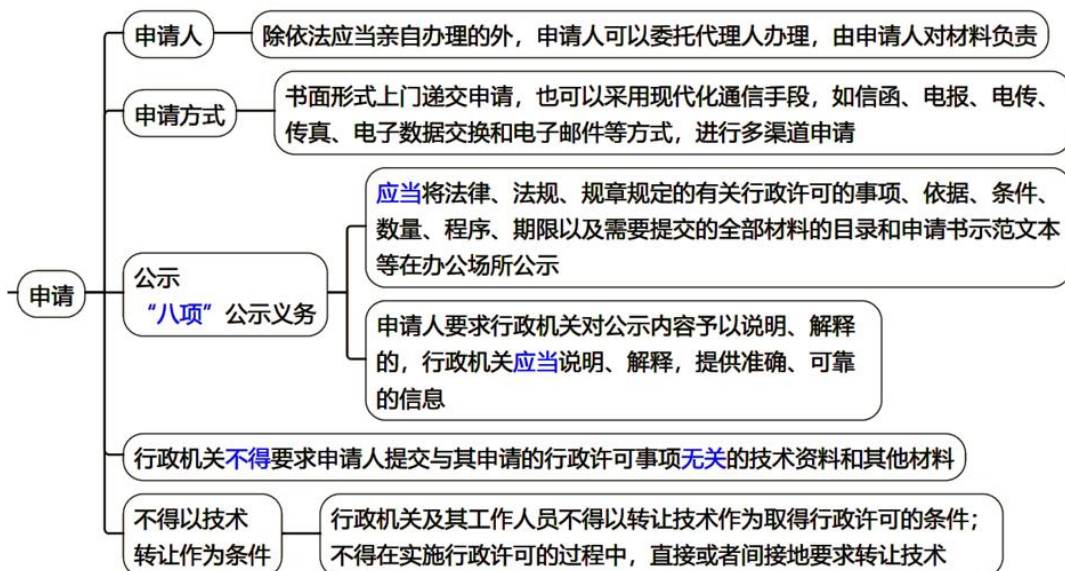 申请
申请人
除依法应当亲自办理的外，申请人可以委托代理人办理，由申请人对材料负责
申请方式
书面形式上门递交申请，也可以采用现代化通信手段，如信函、电报、电传、
传真、电子数据交换和电子邮件等方式，进行多渠道申请
公示
“八项”公示义务
应当将法律、法规、规章规定的有关行政许可的事项、依据、条件、
数量、程序、期限以及需要提交的全部材料的目录和申请书示范文本
等在办公场所公示
申请人要求行政机关对公示内容予以说明、解释
的，行政机关应当说明、解释，提供准确、可靠
的信息
行政机关不得要求申请人提交与其申请的行政许可事项无关的技术资料和其他材料
不得以技术
转让作为条件
行政机关及其工作人员不得以转让技术作为取得行政许可的条件；
不得在实施行政许可的过程中，直接或者间接地要求转让技术